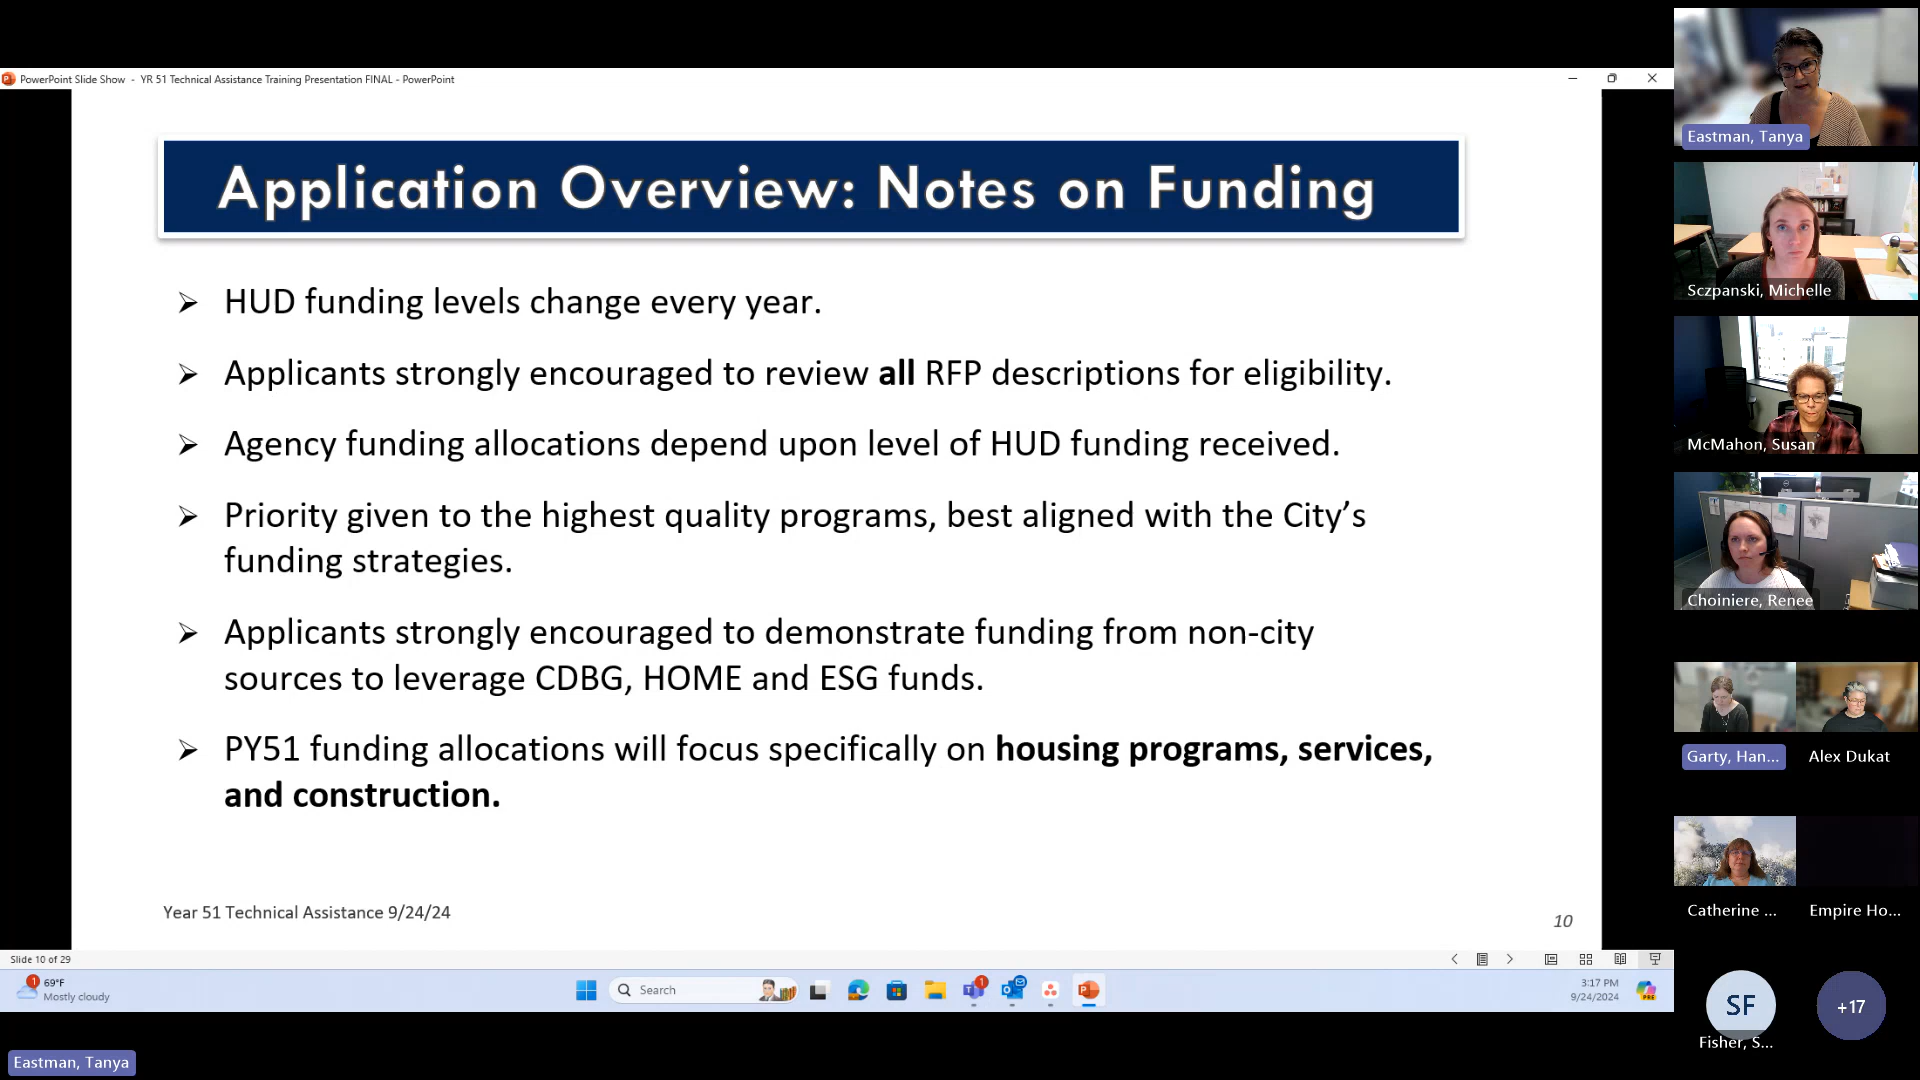 PowerPoint Slide Show - YR 51 Technical Assistance Training Presentation FINAL - PowerPoint
Application Overview: Notes on Funding
HUD funding levels change every year.
Applicants strongly encouraged to review all RFP descriptions for eligibility.
Agency funding allocations depend upon level of HUD funding received.
Priority given to the highest quality programs, best aligned with the City's
funding strategies.
Applicants strongly encouraged to demonstrate funding from non-city
sources to leverage CDBG, HOME and ESG funds.
PY51 funding allocations will focus specifically on housing programs, services,
and construction.
Year 51 Technical Assistance 9/24/24
10
Slide 10 of 29
1
69°F
Mostly cloudy
Search
1
3:17 PM
9/24/2024
PRE
Eastman, Tanya
Eastman, Tanya
Sczpanski, Michelle
McMahon, Susan
Choiniere, Renee
Garty, Han...
Alex Dukat
Catherine ...
Empire Ho...
SF
+17
Fisher, S...